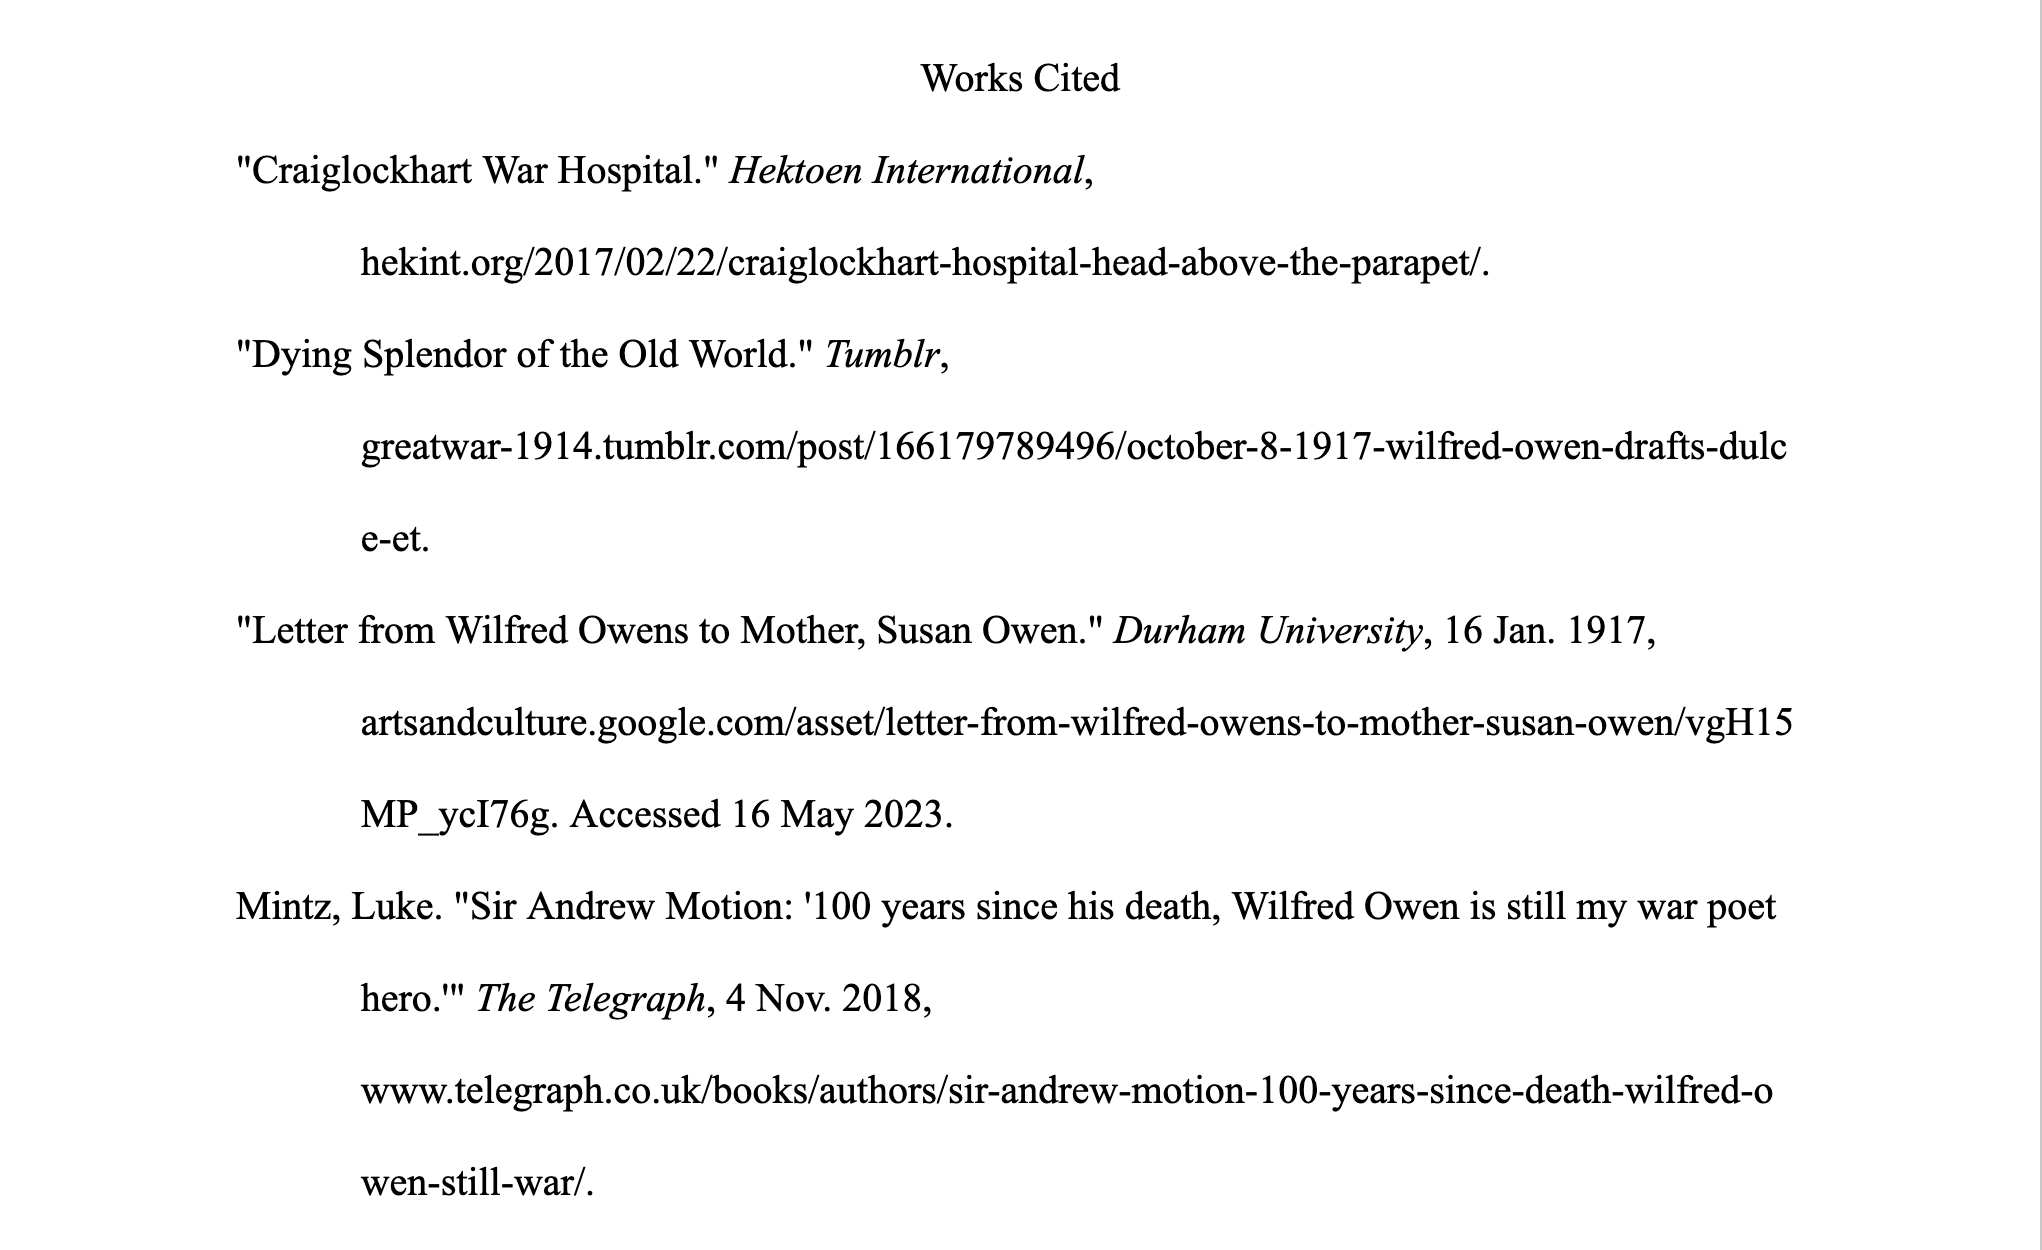 Works Cited
"Craiglockhart War Hospital." Hektoen International,
hekint.org/2017/02/22/craiglockhart-hospital-head-above-the-parapet/.
"Dying Splendor of the Old World." Tumblr,
greatwar-1914.tumblr.com/post/166179789496/october-8-1917-wilfred-owen-drafts-dulc
e-et.
"Letter from Wilfred Owens to Mother, Susan Owen." Durham University, 16 Jan. 1917,
artsandculture.google.com/asset/letter-from-wilfred-owens-to-mother-susan-owen/vgH15
MP_ycI76g. Accessed 16 May 2023.
Mintz, Luke. "Sir Andrew Motion: '100 years since his death, Wilfred Owen is still my war poet
hero.'" The Telegraph, 4 Nov. 2018,
www.telegraph.co.uk/books/authors/sir-andrew-motion-100-years-since-death-wilfred-o
wen-still-war/.